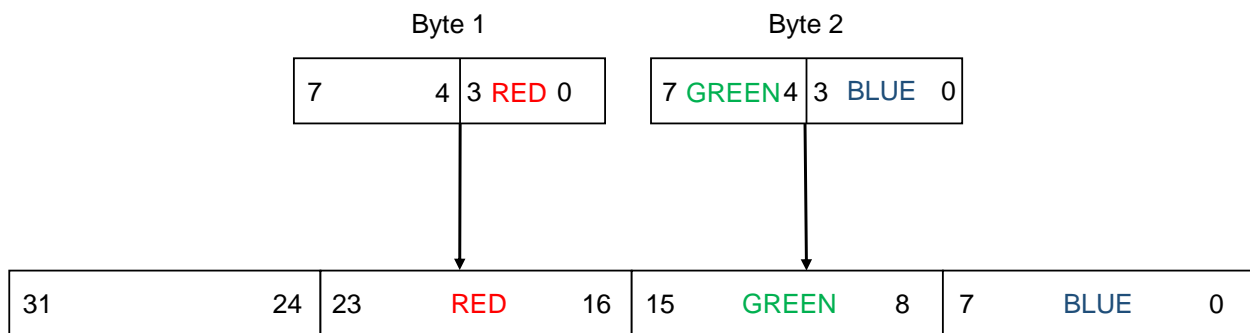 Byte 1 Byte 2
7 4 3 RED 0 7 GREEN 4 3 BLUE 0
31 24 23 RED 16 15 GREEN 8 7 BLUE 0